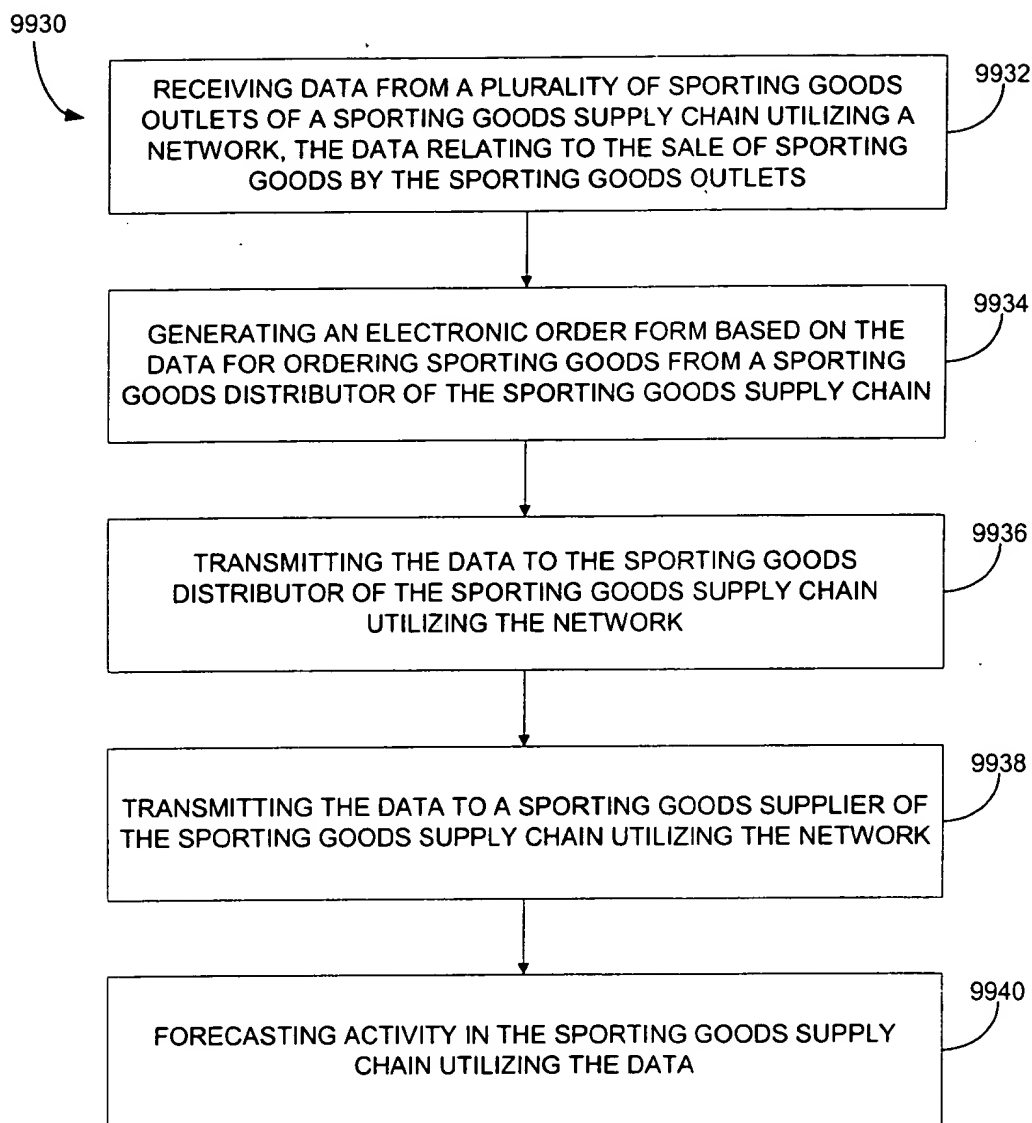 9930
9932
RECEIVING DATA FROM A PLURALITY OF SPORTING GOODS
OUTLETS OF A SPORTING GOODS SUPPLY CHAIN UTILIZING A
NETWORK, THE DATA RELATING TO THE SALE OF SPORTING
GOODS BY THE SPORTING GOODS OUTLETS
9934
GENERATING AN ELECTRONIC ORDER FORM BASED ON THE
DATA FOR ORDERING SPORTING GOODS FROM A SPORTING
GOODS DISTRIBUTOR OF THE SPORTING GOODS SUPPLY CHAIN
9936
TRANSMITTING THE DATA TO THE SPORTING GOODS
DISTRIBUTOR OF THE SPORTING GOODS SUPPLY CHAIN
UTILIZING THE NETWORK
9938
TRANSMITTING THE DATA TO A SPORTING GOODS SUPPLIER OF
THE SPORTING GOODS SUPPLY CHAIN UTILIZING THE NETWORK
9940
FORECASTING ACTIVITY IN THE SPORTING GOODS SUPPLY
CHAIN UTILIZING THE DATA